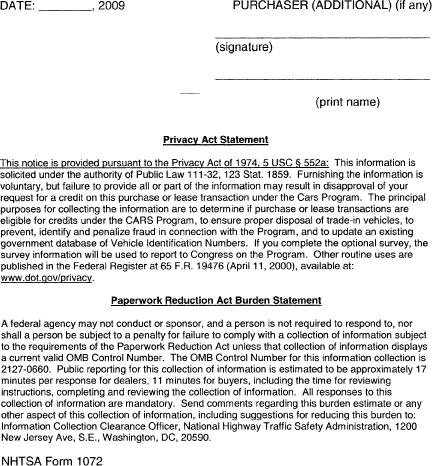 DATE: ________, 2009 PURCHASER (ADDITIONAL) (if any)
(signature)
(print name)
Privacy Act Statement
This notice is provided pursuant to the Privacy Act of 1974, 5 USC § 552a: This information is
solicited under the authority of Public Law 111-32, 123 Stat. 1859. Furnishing the information is
voluntary, but failure to provide all or part of the information may result in disapproval of your
request for a credit on this purchase or lease transaction under the Cars Program. The principal
purposes for collecting the information are to determine if purchase or lease transactions are
eligible for credits under the CARS Program, to ensure proper disposal of trade-in vehicles, to
prevent, identify and penalize fraud in connection with the Program, and to update an existing
government database of Vehicle Identification Numbers. If you complete the optional survey, the
survey information will be used to report to Congress on the Program. Other routine uses are
published in the Federal Register at 65 F.R. 19476 (April 11, 2000), available at:
www.dot.gov/privacy.
Paperwork Reduction Act Burden Statement
A federal agency may not conduct or sponsor, and a person is not required to respond to, nor
shall a person be subject to a penalty for failure to comply with a collection of information subject
to the requirements of the Paperwork Reduction Act unless that collection of information displays
a current valid OMB Control Number. The OMB Control Number for this information collection is
2127-0660. Public reporting for this collection of information is estimated to be approximately 17
minutes per response for dealers, 11 minutes for buyers, including the time for reviewing
instructions, completing and reviewing the collection of information. All responses to this
collection of information are mandatory. Send comments regarding this burden estimate or any
other aspect of this collection of information, including suggestions for reducing this burden to:
Information Collection Clearance Officer, National Highway Traffic Safety Administration, 1200
New Jersey Ave, S.E., Washington, DC, 20590.
NHTSA Form 1072